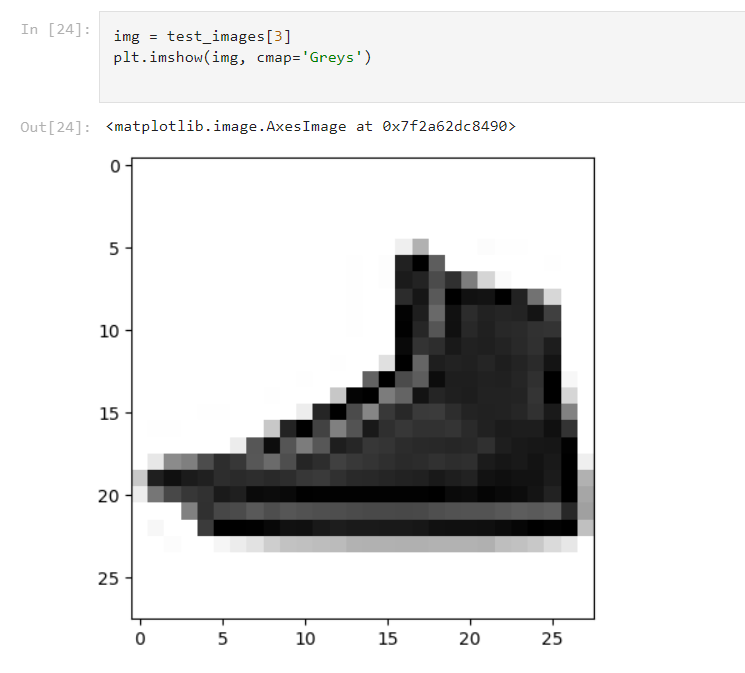 In [24]:
img = test_images[3]
plt.imshow(img, cmap='Greys')
Out[24]: <matplotlib.image.AxesImage at 0x7f2a62dc8490>
0
5
10
15
20
25
0 5 10 15 20 25